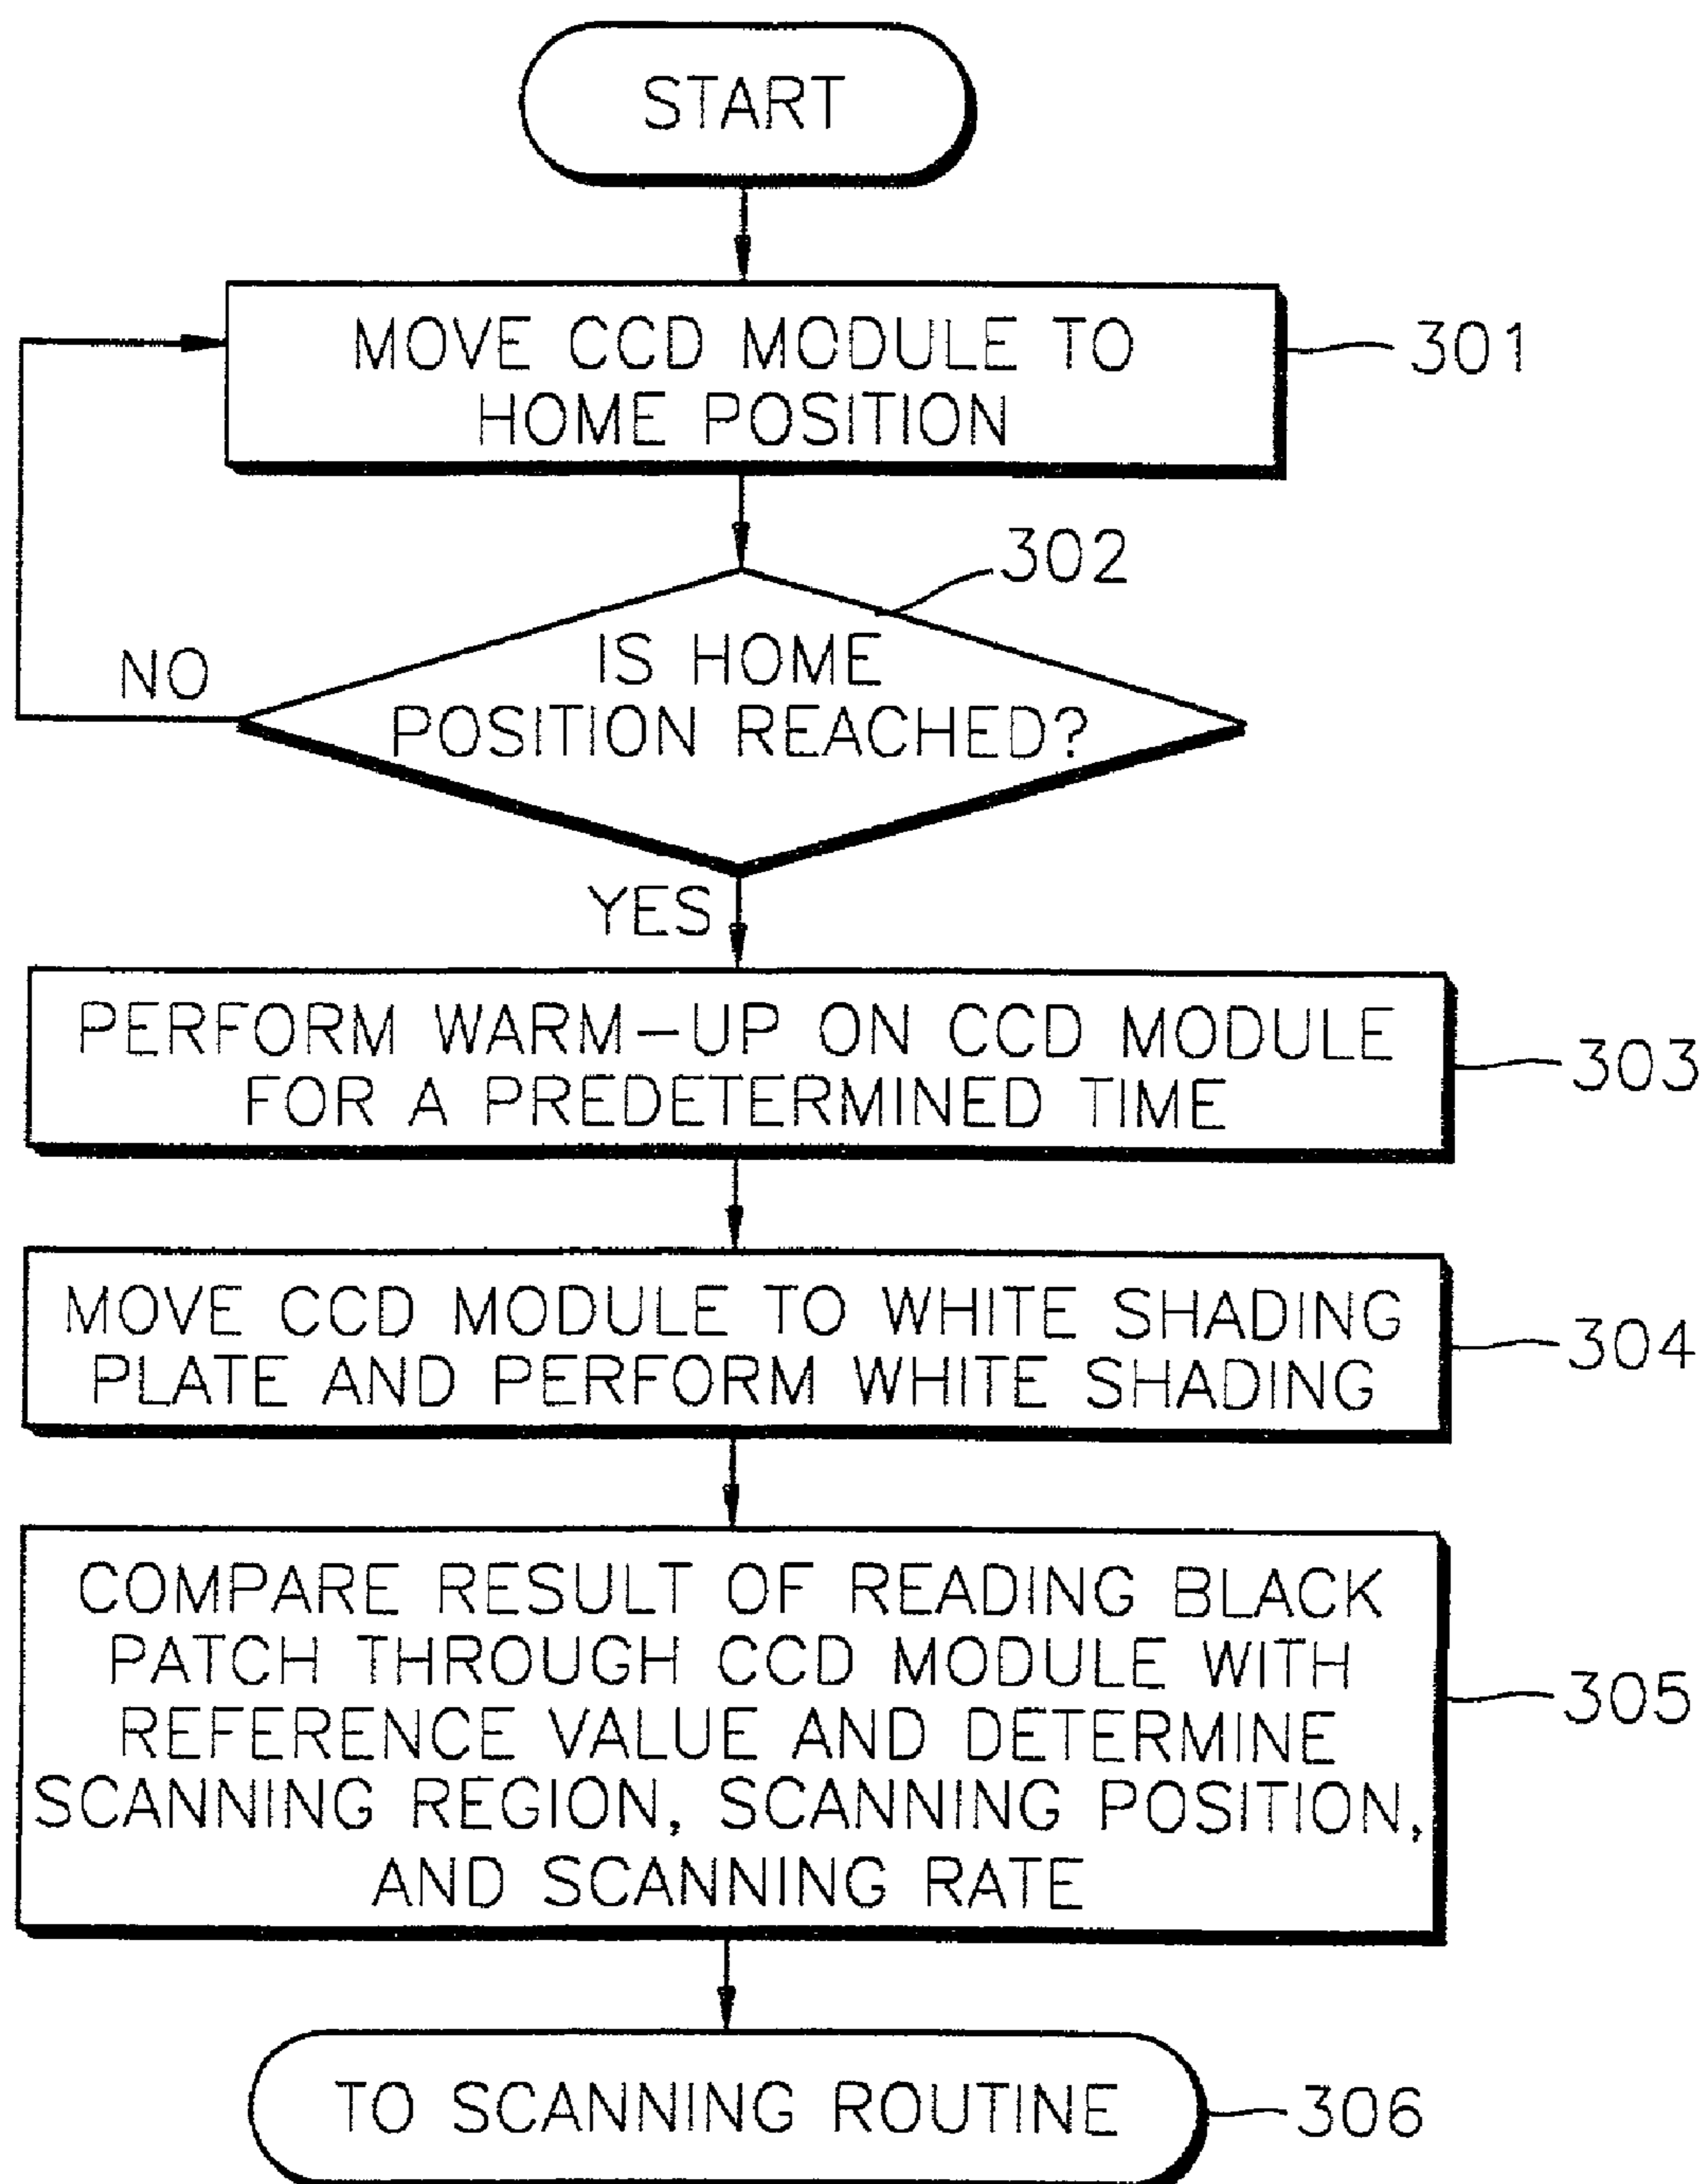 START
MOVE CCD MODULE TO
HOME POSITION
301
302
IS HOME
POSITION REACHED?
NO
YES
PERFORM WARM-UP ON CCD MODULE
FOR A PREDETERMINED TIME
303
MOVE CCD MODULE TO WHITE SHADING
PLATE AND PERFORM WHITE SHADING
304
COMPARE RESULT OF READING BLACK
PATCH THROUGH CCD MODULE WITH
REFERENCE VALUE AND DETERMINE
SCANNING REGION, SCANNING POSITION,
AND SCANNING RATE
305
TO SCANNING ROUTINE
306